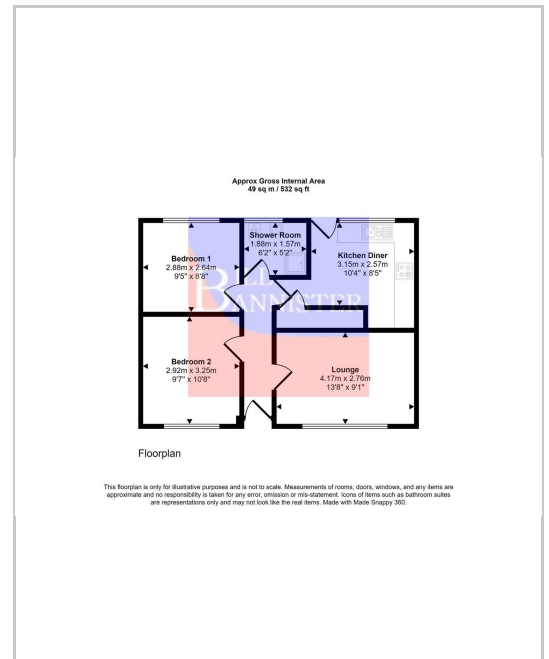 Approx Gross Internal Area
49 sq m / 532 sq ft
Bedroom 1
2.88m x 2.64m
9'5" x 8'8"
Shower Room
1.88m x 1.57m
6'2" x 5'2"
Kitchen Diner
3.15m x 2.57m
10'4" x 8'5"
BILL
BANNISTER
Bedroom 2
2.92m x 3.25m
9'7" x 10'8"
Lounge
4.17m x 2.76m
13'8" x 9'1"
Floorplan
This floorplan is only for illustrative purposes and is not to scale. Measurements of rooms, doors, windows, and any items are
approximate and no responsibility is taken for any error, omission or mis-statement. Icons of items such as bathroom suites
are representations only and may not look like the real items. Made with Made Snappy 360.